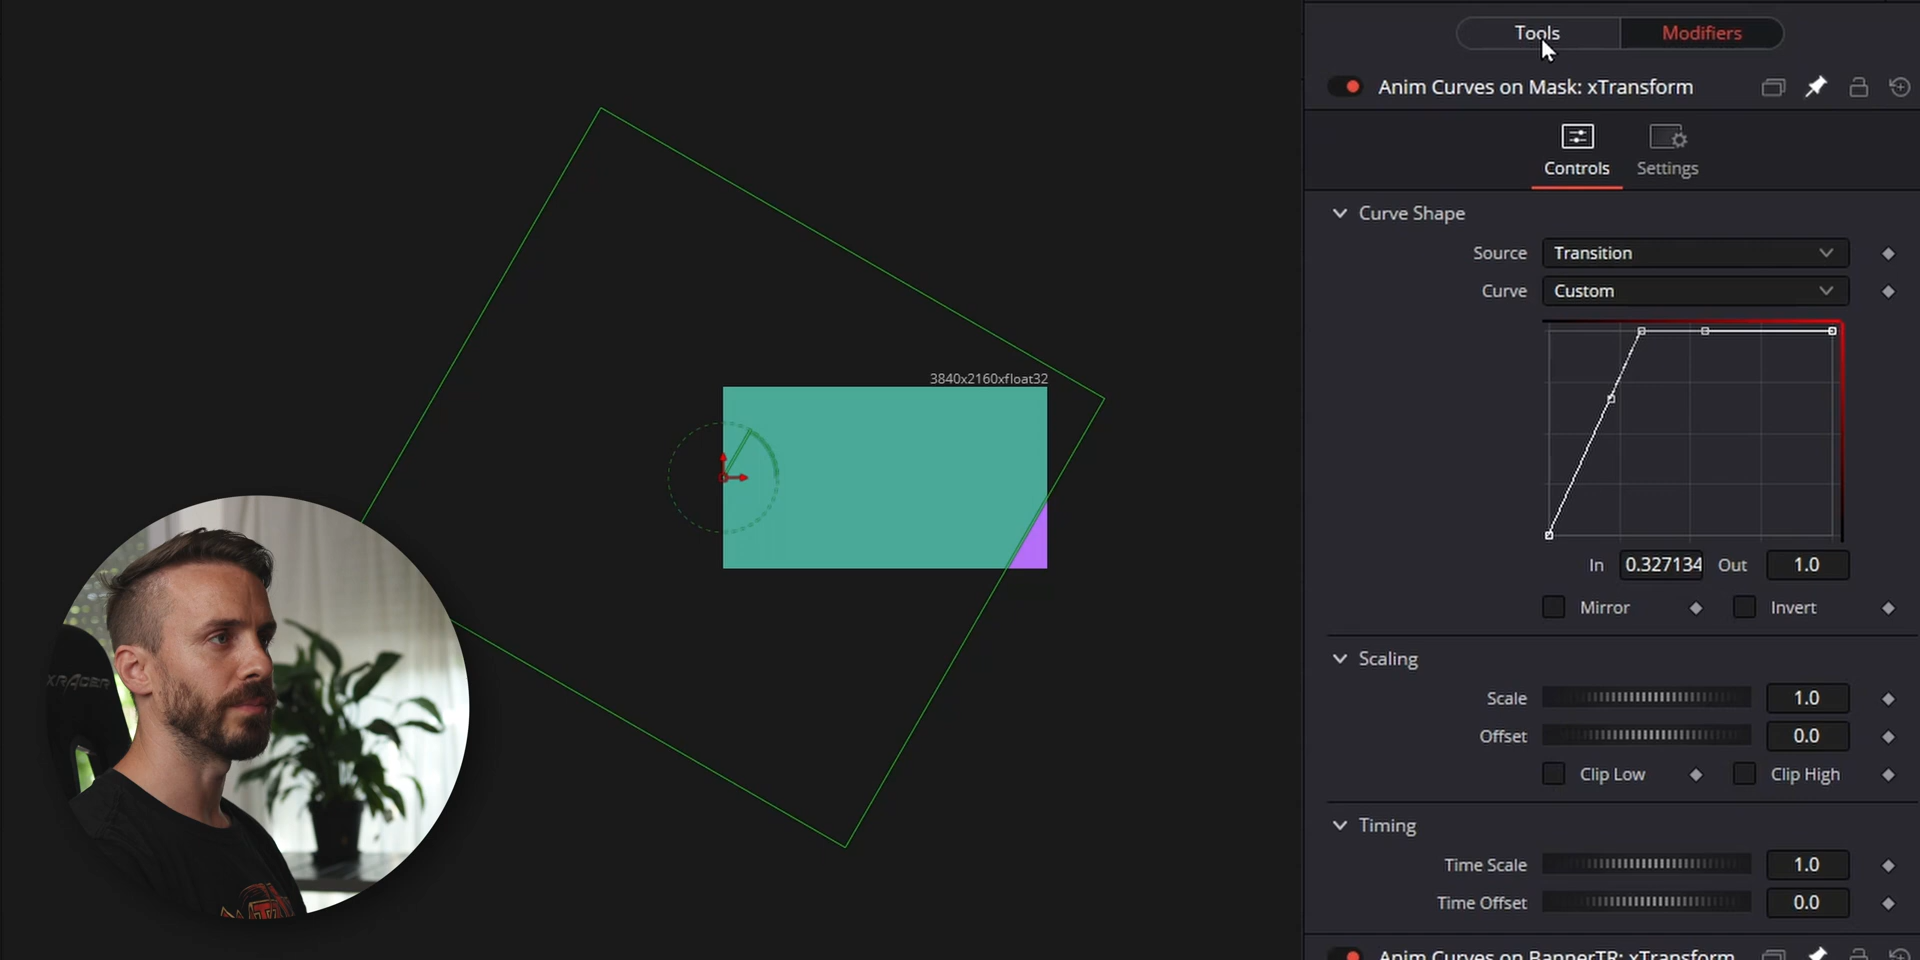 Tools
Modifiers
Anim Curves on Mask: xTransform
Controls
Settings
Curve Shape
Source
Transition
Curve
Custom
3840x2160xfloat32
In
0.327134
Out
1.0
Mirror
Invert
Scaling
Scale
1.0
Offset
0.0
Clip Low
Clip High
Timing
Time Scale
1.0
Time Offset
0.0
Anim Curves on BannerTR: xTransform
XRACER